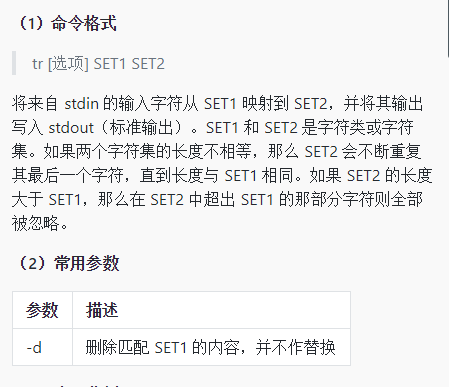 （1）命令格式
tr [选项] SET1 SET2
将来自 stdin 的输入字符从 SET1 映射到 SET2，并将其输出
写入 stdout（标准输出）。SET1 和 SET2 是字符类或字符
集。如果两个字符集的长度不相等，那么 SET2 会不断重复
其最后一个字符，直到长度与 SET1 相同。如果 SET2 的长度
大于 SET1，那么在 SET2 中超出 SET1 的那部分字符则全部
被忽略。
（2）常用参数
参数 描述
-d 删除匹配 SET1 的内容，并不作替换